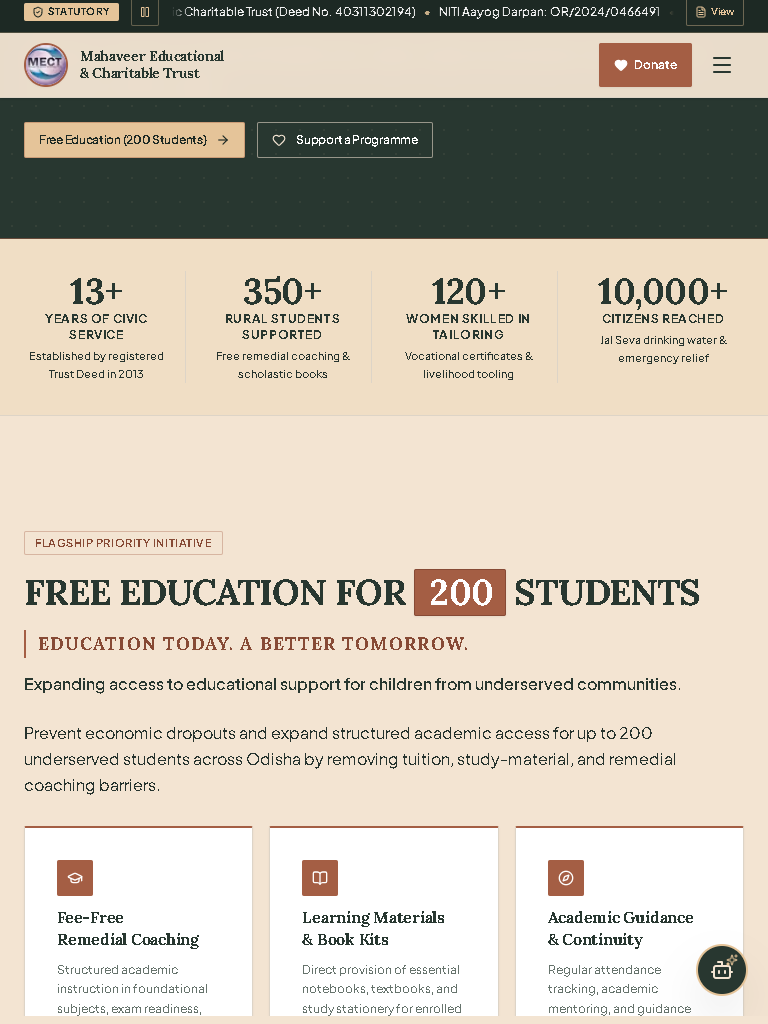 STATUTORY
Charitable Trust (Deed No. 40311302194) • NITI Aayog Darpan: OR/2024/0466491
View
MECT
Mahaveer Educational
& Charitable Trust
Donate
Free Education (200 Students)
Support a Programme
13+
YEARS OF CIVIC
SERVICE
Established by registered
Trust Deed in 2013
350+
RURAL STUDENTS
SUPPORTED
Free remedial coaching &
scholastic books
120+
WOMEN SKILLED IN
TAILORING
Vocational certificates &
livelihood tooling
10,000+
CITIZENS REACHED
Jal Seva drinking water &
emergency relief
FLAGSHIP PRIORITY INITIATIVE
FREE EDUCATION FOR 200 STUDENTS
EDUCATION TODAY. A BETTER TOMORROW.
Expanding access to educational support for children from underserved communities.
Prevent economic dropouts and expand structured academic access for up to 200
underserved students across Odisha by removing tuition, study-material, and remedial
coaching barriers.
Fee-Free
Remedial Coaching
Structured academic
instruction in foundational
subjects, exam readiness,
Learning Materials
& Book Kits
Direct provision of essential
notebooks, textbooks, and
study stationery for enrolled
Academic Guidance
& Continuity
Regular attendance
tracking, academic
mentoring, and guidance